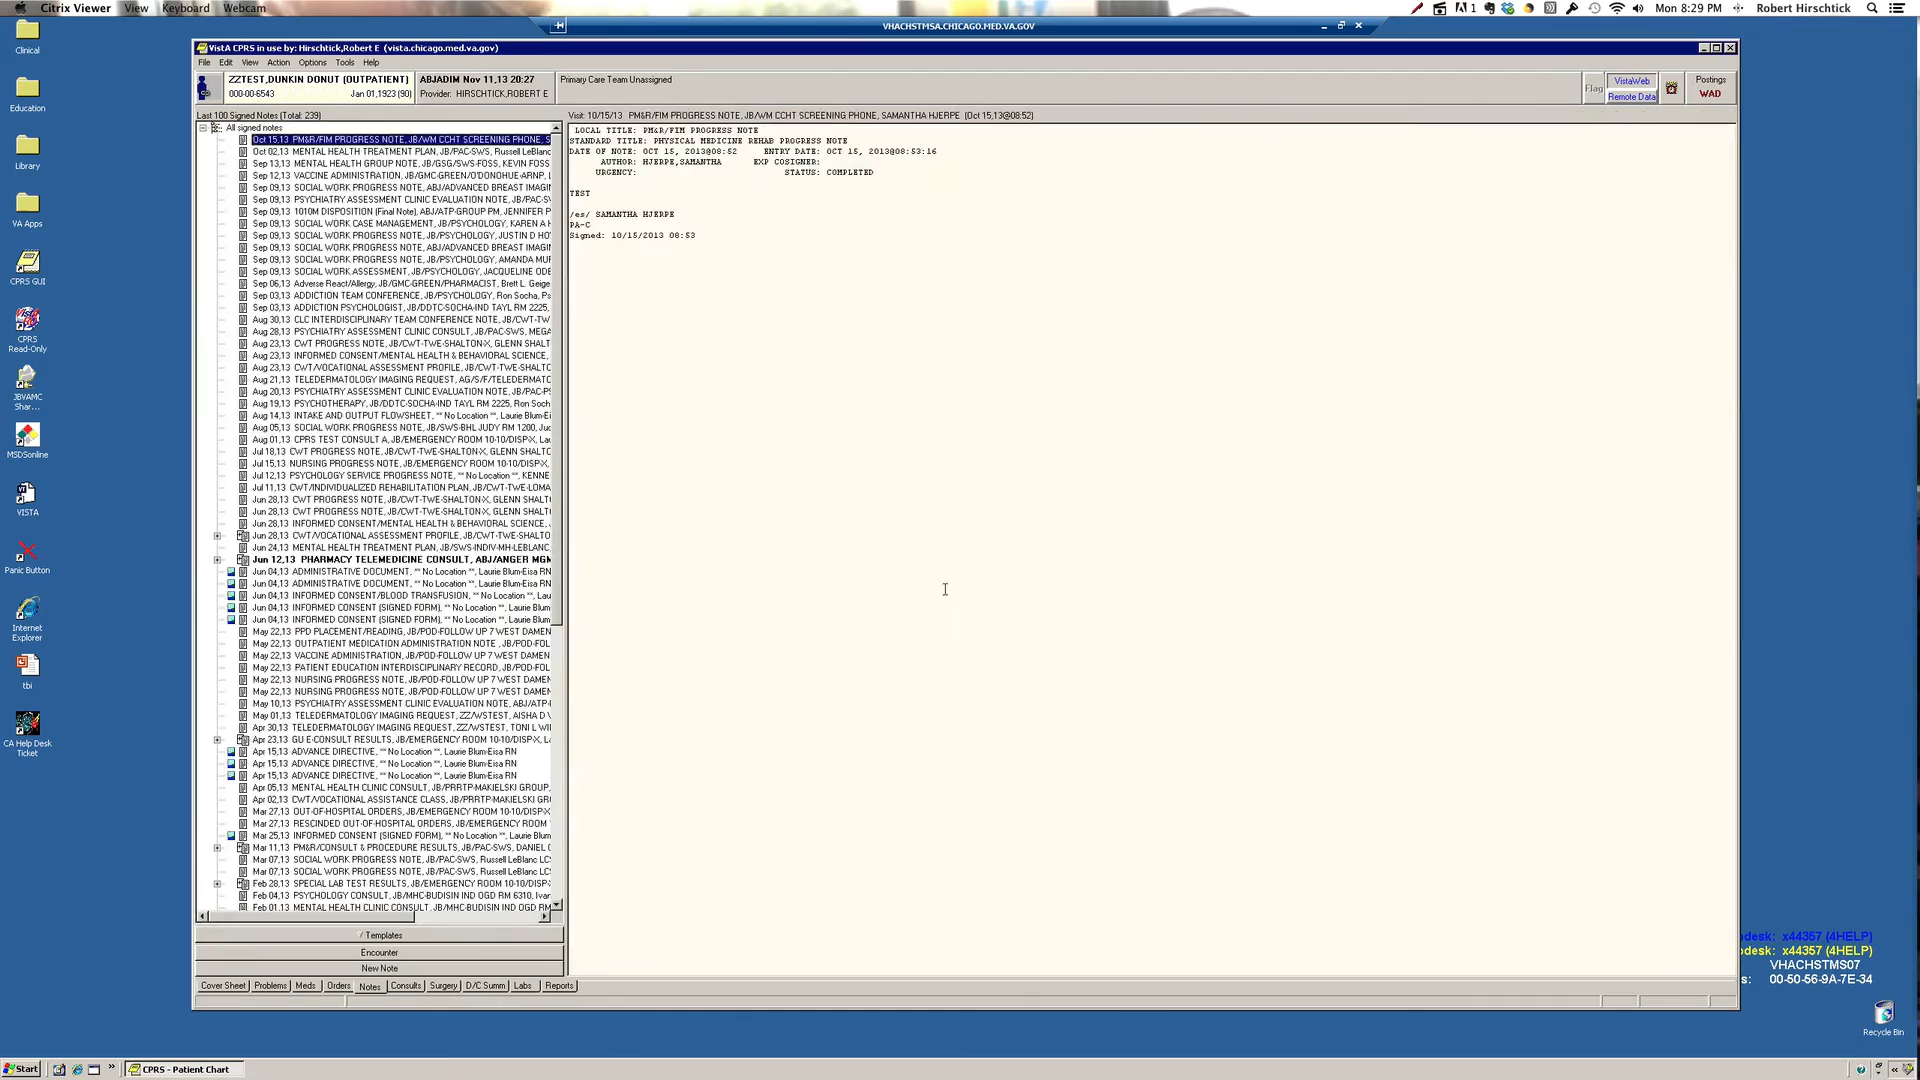 Citrix Viewer View Keyboard Webcam
1 Mon 8:29 PM Robert Hirschtick
VHACHSTMSA.CHICAGO.MED.VA.GOV
VistA CPRS in use by: Hirschtick,Robert E (vista.chicago.med.va.gov)
File Edit View Action Options Tools Help
ZZTEST,DUNKIN DONUT (OUTPATIENT)
000-00-6543 Jan 01,1923 (90)
ABJADIM Nov 11,13 20:27
Provider: HIRSCHTICK,ROBERT E
Primary Care Team Unassigned
Flag
VistaWeb
Remote Data
Postings
WAD
Last 100 Signed Notes (Total: 239)
All signed notes
Oct 15,13 PM&R/FIM PROGRESS NOTE, JB/WM CCHT SCREENING PHONE, S
Oct 02,13 MENTAL HEALTH TREATMENT PLAN, JB/PAC-SWS, Russell LeBlanc
Sep 13,13 MENTAL HEALTH GROUP NOTE, JB/GSG/SWS-FOSS, KEVIN FOSS
Sep 12,13 VACCINE ADMINISTRATION, JB/GMC-GREEN/O'DONOHUE-ARNP, L
Sep 09,13 SOCIAL WORK PROGRESS NOTE, ABJ/ADVANCED BREAST IMAGI
Sep 09,13 PSYCHIATRY ASSESSMENT CLINIC EVALUATION NOTE, JB/PAC-S
Sep 09,13 1010M DISPOSITION (Final Note), ABJ/ATP-GROUP PM, JENNIFER P
Sep 09,13 SOCIAL WORK CASE MANAGEMENT, JB/PSYCHOLOGY, KAREN A H
Sep 09,13 SOCIAL WORK PROGRESS NOTE, JB/PSYCHOLOGY, JUSTIN D HO
Sep 09,13 SOCIAL WORK PROGRESS NOTE, ABJ/ADVANCED BREAST IMAGI
Sep 09,13 SOCIAL WORK PROGRESS NOTE, JB/PSYCHOLOGY, AMANDA MUR
Sep 09,13 SOCIAL WORK ASSESSMENT, JB/PSYCHOLOGY, JACQUELINE ODE
Sep 06,13 Adverse React/Allergy, JB/GMC-GREEN/PHARMACIST, Brett L. Geige
Sep 03,13 ADDICTION TEAM CONFERENCE, JB/PSYCHOLOGY, Ron Socha, Ps
Sep 03,13 ADDICTION PSYCHOLOGIST, JB/DDTC-SOCHA-IND TAYL RM 2225,
Aug 30,13 CLC INTERDISCIPLINARY TEAM CONFERENCE NOTE, JB/CWT-TW
Aug 28,13 PSYCHIATRY ASSESSMENT CLINIC CONSULT, JB/PAC-SWS, MEGA
Aug 23,13 CWT PROGRESS NOTE, JB/CWT-TWE-SHALTON-X, GLENN SHALT
Aug 23,13 INFORMED CONSENT/MENTAL HEALTH & BEHAVIORAL SCIENCE,
Aug 23,13 CWT/VOCATIONAL ASSESSMENT PROFILE, JB/CWT-TWE-SHALTO
Aug 21,13 TELEDERMATOLOGY IMAGING REQUEST, AG/S/F/TELEDERMATC
Aug 20,13 PSYCHIATRY ASSESSMENT CLINIC EVALUATION NOTE, JB/PAC-P
Aug 19,13 PSYCHOTHERAPY, JB/DDTC-SOCHA-IND TAYL RM 2225, Ron Soch
Aug 14,13 INTAKE AND OUTPUT FLOWSHEET, ** No Location **, Laurie Blum-Ei
Aug 05,13 SOCIAL WORK PROGRESS NOTE, JB/SWS-BHL JUDY RM 1200, Juc
Aug 01,13 CPRS TEST CONSULT A, JB/EMERGENCY ROOM 10-10/DISP-X, Lau
Jul 18,13 CWT PROGRESS NOTE, JB/CWT-TWE-SHALTON-X, GLENN SHALTO
Jul 15,13 NURSING PROGRESS NOTE, JB/EMERGENCY ROOM 10-10/DISP-X,
Jul 12,13 PSYCHOLOGY SERVICE PROGRESS NOTE, ** No Location **, KENNE
Jul 11,13 CWT/INDIVIDUALIZED REHABILITATION PLAN, JB/CWT-TWE-LOMA
Jun 28,13 CWT PROGRESS NOTE, JB/CWT-TWE-SHALTON-X, GLENN SHALT
Jun 28,13 CWT PROGRESS NOTE, JB/CWT-TWE-SHALTON-X, GLENN SHALT
Jun 28,13 INFORMED CONSENT/MENTAL HEALTH & BEHAVIORAL SCIENCE,
Jun 28,13 CWT/VOCATIONAL ASSESSMENT PROFILE, JB/CWT-TWE-SHALTO
Jun 24,13 MENTAL HEALTH TREATMENT PLAN, JB/SWS-INDIV-MH-LEBLANC,
Jun 12,13 PHARMACY TELEMEDICINE CONSULT, ABJ/ANGER MGM
Jun 04,13 ADMINISTRATIVE DOCUMENT, ** No Location **, Laurie Blum-Eisa RN
Jun 04,13 ADMINISTRATIVE DOCUMENT, ** No Location **, Laurie Blum-Eisa RN
Jun 04,13 INFORMED CONSENT/BLOOD TRANSFUSION, ** No Location **, Lau
Jun 04,13 INFORMED CONSENT (SIGNED FORM), ** No Location **, Laurie Blum
Jun 04,13 INFORMED CONSENT (SIGNED FORM), ** No Location **, Laurie Blum
May 22,13 PPD PLACEMENT/READING, JB/POD-FOLLOW UP 7 WEST DAMEN
May 22,13 OUTPATIENT MEDICATION ADMINISTRATION NOTE , JB/POD-FOL
May 22,13 VACCINE ADMINISTRATION, JB/POD-FOLLOW UP 7 WEST DAMEN
May 22,13 PATIENT EDUCATION INTERDISCIPLINARY RECORD, JB/POD-FOL
May 22,13 NURSING PROGRESS NOTE, JB/POD-FOLLOW UP 7 WEST DAMEN
May 22,13 NURSING PROGRESS NOTE, JB/POD-FOLLOW UP 7 WEST DAMEN
May 10,13 PSYCHIATRY ASSESSMENT CLINIC EVALUATION NOTE, ABJ/ATP-
May 01,13 TELEDERMATOLOGY IMAGING REQUEST, ZZ/WSTEST, AISHA D V
Apr 30,13 TELEDERMATOLOGY IMAGING REQUEST, ZZ/WSTEST, TONI L WI
Apr 23,13 GU E-CONSULT RESULTS, JB/EMERGENCY ROOM 10-10/DISP-X, La
Apr 15,13 ADVANCE DIRECTIVE, ** No Location **, Laurie Blum-Eisa RN
Apr 15,13 ADVANCE DIRECTIVE, ** No Location **, Laurie Blum-Eisa RN
Apr 15,13 ADVANCE DIRECTIVE, ** No Location **, Laurie Blum-Eisa RN
Apr 05,13 MENTAL HEALTH CLINIC CONSULT, JB/PRRTP-MAKIELSKI GROUP,
Apr 02,13 CWT/VOCATIONAL ASSISTANCE CLASS, JB/PRRTP-MAKIELSKI GR
Mar 27,13 OUT-OF-HOSPITAL ORDERS, JB/EMERGENCY ROOM 10-10/DISP-X
Mar 27,13 RESCINDED OUT-OF-HOSPITAL ORDERS, JB/EMERGENCY ROOM
Mar 25,13 INFORMED CONSENT (SIGNED FORM), ** No Location **, Laurie Blum
Mar 11,13 PM&R/CONSULT & PROCEDURE RESULTS, JB/PAC-SWS, DANIEL C
Mar 07,13 SOCIAL WORK PROGRESS NOTE, JB/PAC-SWS, Russell LeBlanc LC
Mar 07,13 SOCIAL WORK PROGRESS NOTE, JB/PAC-SWS, Russell LeBlanc LC
Feb 28,13 SPECIAL LAB TEST RESULTS, JB/EMERGENCY ROOM 10-10/DISP-
Feb 04,13 PSYCHOLOGY CONSULT, JB/MHC-BUDISIN IND OGD RM 6310, Ivar
Feb 01,13 MENTAL HEALTH CLINIC CONSULT, JB/MHC-BUDISIN IND OGD RM
Templates
Encounter
New Note
Cover Sheet Problems Meds Orders Notes Consults Surgery D/C Summ Labs Reports
Visit: 10/15/13 PM&R/FIM PROGRESS NOTE, JB/WM CCHT SCREENING PHONE, SAMANTHA HJERPE (Oct 15,13@08:52)
LOCAL TITLE: PM&R/FIM PROGRESS NOTE
STANDARD TITLE: PHYSICAL MEDICINE REHAB PROGRESS NOTE
DATE OF NOTE: OCT 15, 2013@08:52 ENTRY DATE: OCT 15, 2013@08:53:16
AUTHOR: HJERPE,SAMANTHA EXP COSIGNER:
URGENCY: STATUS: COMPLETED
TEST
/es/ SAMANTHA HJERPE
PA-C
Signed: 10/15/2013 08:53
Clinical
Education
Library
VA Apps
CPRS GUI
CPRS
Read-Only
JBVAMC
Shar...
MSDSonline
VISTA
Panic Button
Internet
Explorer
tbi
CA Help Desk
Ticket
desk: x44357 (4HELP)
desk: x44357 (4HELP)
VHACHSTMS07
s: 00-50-56-9A-7E-34
Recycle Bin
Start
CPRS - Patient Chart